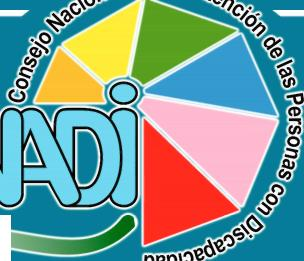 Consejo Nacio
ención de las Personas con Discapacidad
NADI